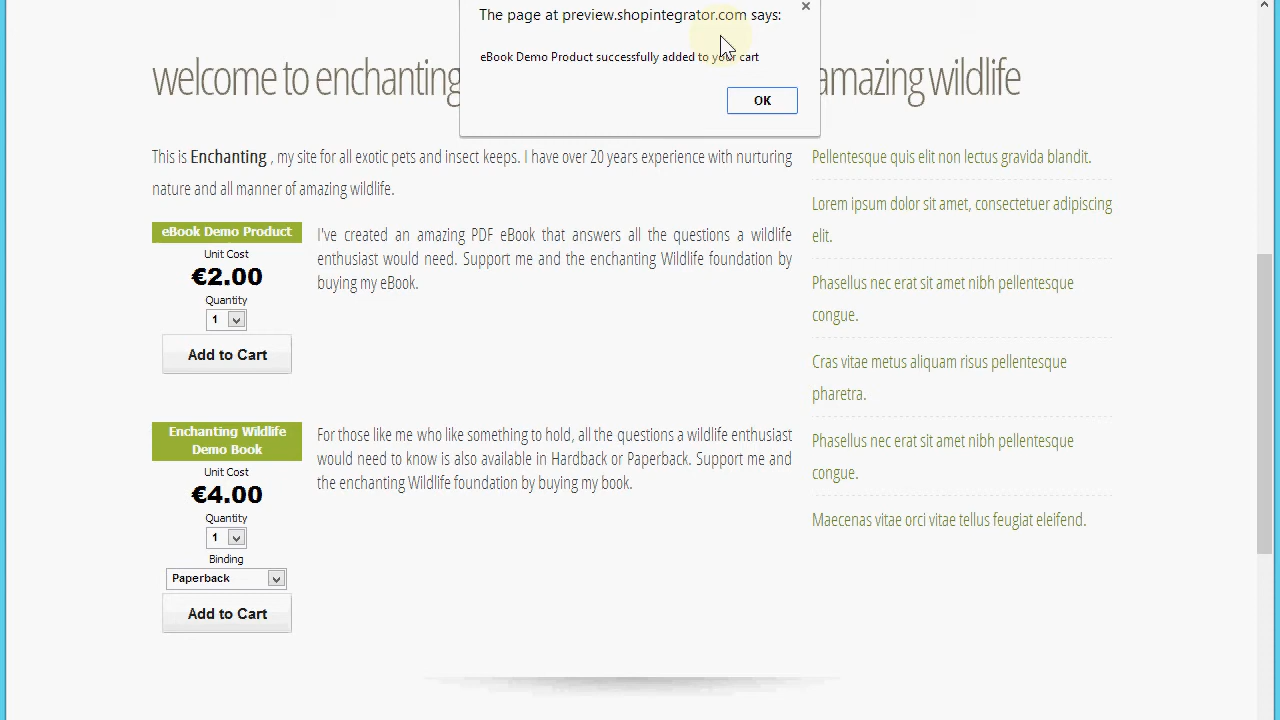 The page at preview.shopintegrator.com says:
eBook Demo Product successfully added to your cart
OK
welcome to enchanting
amazing wildlife
This is Enchanting , my site for all exotic pets and insect keeps. I have over 20 years experience with nurturing
nature and all manner of amazing wildlife.
eBook Demo Product
Unit Cost
€2.00
Quantity
1
Add to Cart
I've created an amazing PDF eBook that answers all the questions a wildlife
enthusiast would need. Support me and the enchanting Wildlife foundation by
buying my eBook.
Enchanting Wildlife
Demo Book
Unit Cost
€4.00
Quantity
1
Binding
Paperback
Add to Cart
For those like me who like something to hold, all the questions a wildlife enthusiast
would need to know is also available in Hardback or Paperback. Support me and
the enchanting Wildlife foundation by buying my book.
Pellentesque quis elit non lectus gravida blandit.
Lorem ipsum dolor sit amet, consectetuer adipiscing
elit.
Phasellus nec erat sit amet nibh pellentesque
congue.
Cras vitae metus aliquam risus pellentesque
pharetra.
Phasellus nec erat sit amet nibh pellentesque
congue.
Maecenas vitae orci vitae tellus feugiat eleifend.